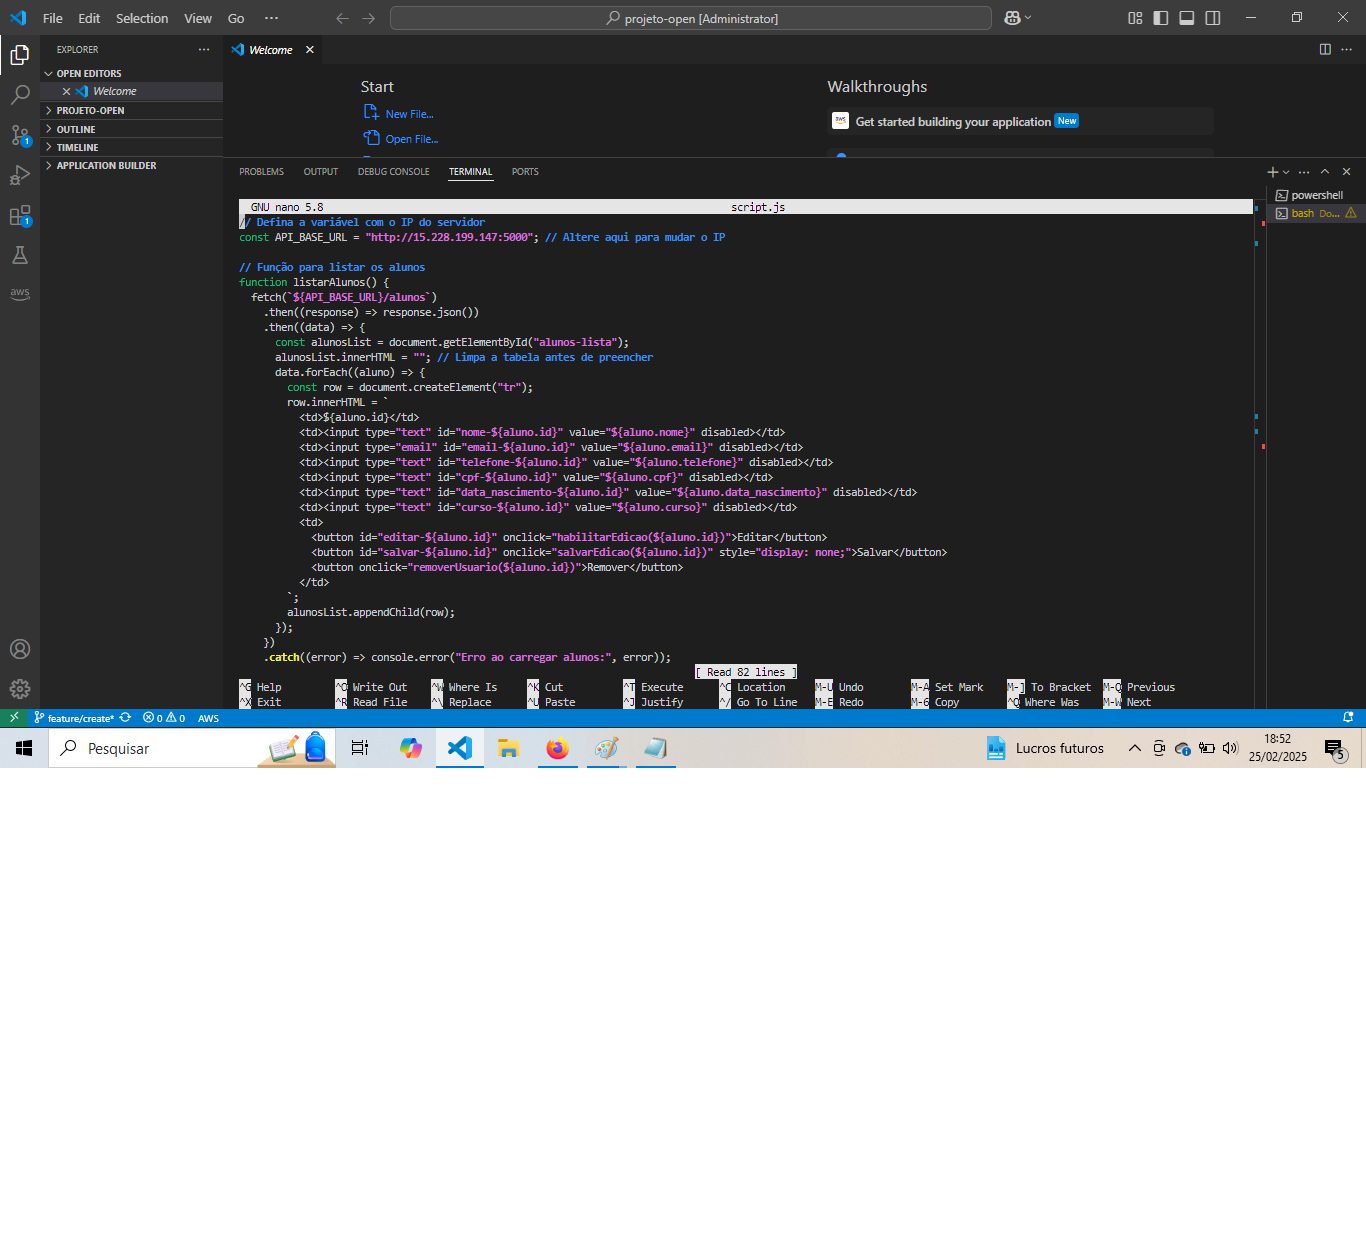 File Edit Selection View Go ··· projeto-open [Administrator]
EXPLORER ···
Welcome
OPEN EDITORS
Welcome
PROJETO-OPEN
OUTLINE
TIMELINE
APPLICATION BUILDER
Start
New File...
Open File...
Walkthroughs
aws Get started building your application New
1
1
aws
PROBLEMS OUTPUT DEBUG CONSOLE TERMINAL PORTS
powershell
bash Do...
GNU nano 5.8 script.js
// Defina a variável com o IP do servidor
const API_BASE_URL = "http://15.228.199.147:5000"; // Altere aqui para mudar o IP
// Função para listar os alunos
function listarAlunos() {
fetch(`${API_BASE_URL}/alunos`)
.then((response) => response.json())
.then((data) => {
const alunosList = document.getElementById("alunos-lista");
alunosList.innerHTML = ""; // Limpa a tabela antes de preencher
data.forEach((aluno) => {
const row = document.createElement("tr");
row.innerHTML = `
<td>${aluno.id}</td>
<td><input type="text" id="nome-${aluno.id}" value="${aluno.nome}" disabled></td>
<td><input type="email" id="email-${aluno.id}" value="${aluno.email}" disabled></td>
<td><input type="text" id="telefone-${aluno.id}" value="${aluno.telefone}" disabled></td>
<td><input type="text" id="cpf-${aluno.id}" value="${aluno.cpf}" disabled></td>
<td><input type="text" id="data_nascimento-${aluno.id}" value="${aluno.data_nascimento}" disabled></td>
<td><input type="text" id="curso-${aluno.id}" value="${aluno.curso}" disabled></td>
<td>
<button id="editar-${aluno.id}" onclick="habilitarEdicao(${aluno.id})">Editar</button>
<button id="salvar-${aluno.id}" onclick="salvarEdicao(${aluno.id})" style="display: none;">Salvar</button>
<button onclick="removerUsuario(${aluno.id})">Remover</button>
</td>
`;
alunosList.appendChild(row);
});
})
.catch((error) => console.error("Erro ao carregar alunos:", error));
[ Read 82 lines ]
^G Help ^O Write Out ^W Where Is ^K Cut ^T Execute ^C Location M-U Undo M-A Set Mark M-] To Bracket M-Q Previous
^X Exit ^R Read File ^\ Replace ^U Paste ^J Justify ^/ Go To Line M-E Redo M-6 Copy ^Q Where Was M-W Next
feature/create* 0 0 AWS
Pesquisar Lucros futuros 18:52
25/02/2025 5